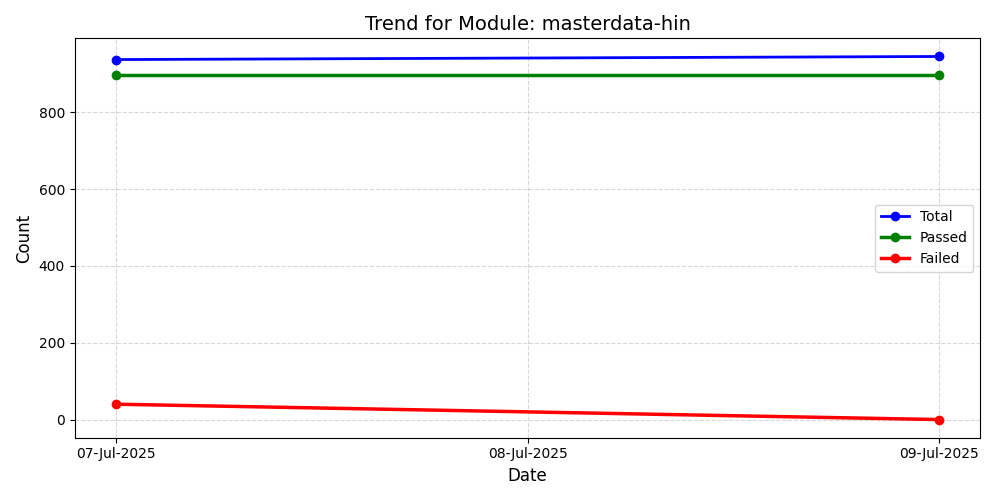 Trend for Module: masterdata-hin
Count
800
600
400
200
0
Total
Passed
Failed
07-Jul-2025
08-Jul-2025
09-Jul-2025
Date